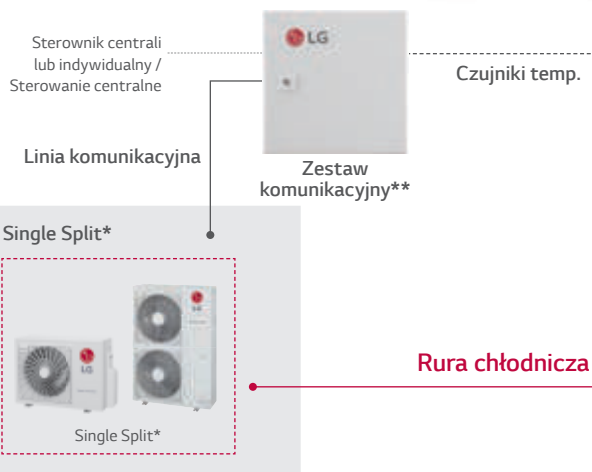 Sterownik centrali
lub indywidualny /
Sterowanie centralne
LG
Czujniki temp.
Linia komunikacyjna
Zestaw
komunikacyjny**
Single Split*
LG
Rura chłodnicza
Single Split*